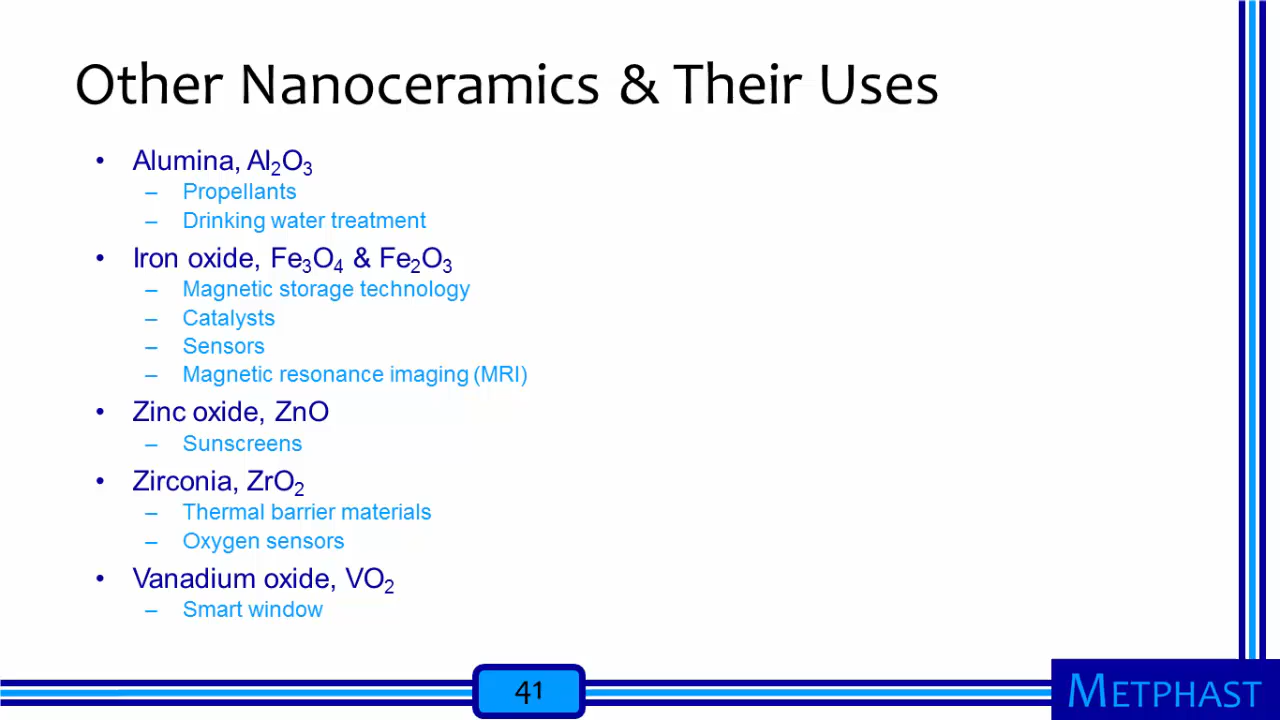 Other Nanoceramics & Their Uses
• Alumina, Al₂O₃
– Propellants
– Drinking water treatment
• Iron oxide, Fe₃O₄ & Fe₂O₃
– Magnetic storage technology
– Catalysts
– Sensors
– Magnetic resonance imaging (MRI)
• Zinc oxide, ZnO
– Sunscreens
• Zirconia, ZrO₂
– Thermal barrier materials
– Oxygen sensors
• Vanadium oxide, VO₂
– Smart window
41
METPHAST